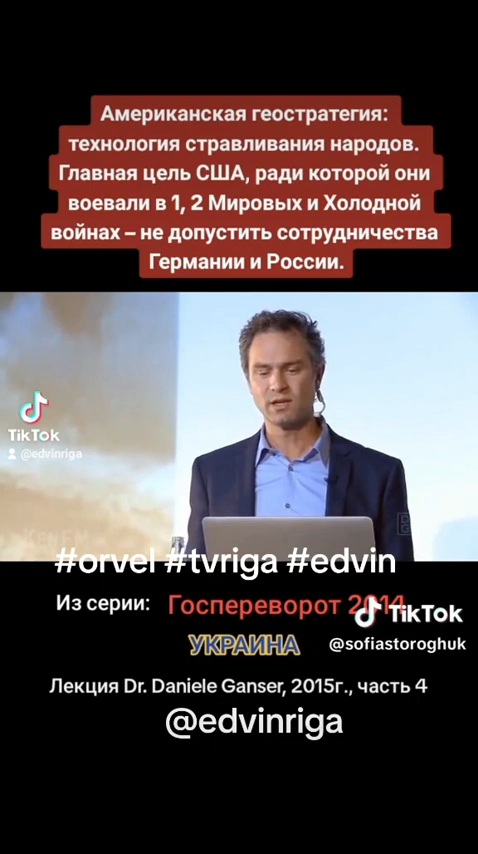 Американская геостратегия:
технология стравливания народов.
Главная цель США, ради которой они
воевали в 1, 2 Мировых и Холодной
войнах – не допустить сотрудничества
Германии и России.
TikTok
@edvinriga
KenFM
#orvel #tvriga #edvin
Из серии: Госпереворот 2014
TikTok
УКРАИНА
@sofiastoroghuk
Лекция Dr. Daniele Ganser, 2015г., часть 4
@edvinriga